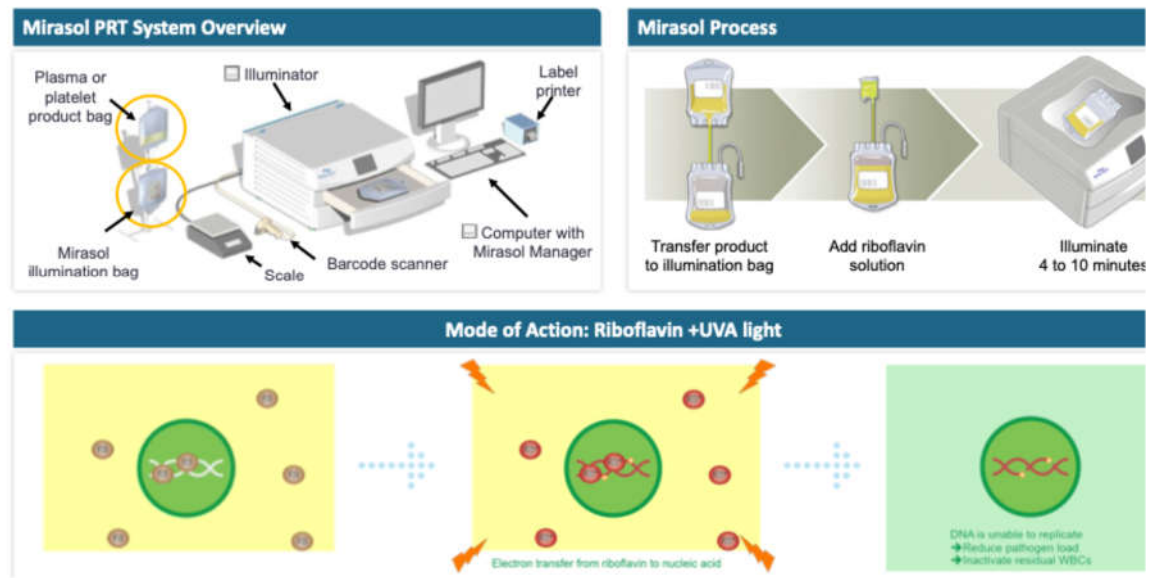 Mirasol PRT System Overview
Plasma or
platelet
product bag
Illuminator
Label
printer
Mirasol
illumination bag
Scale
Barcode scanner
Computer with
Mirasol Manager
Mirasol Process
Transfer product
to illumination bag
Add riboflavin
solution
Illuminate
4 to 10 minutes
Mode of Action: Riboflavin +UVA light
Electron transfer from riboflavin to nucleic acid
DNA is unable to replicate
➔Reduce pathogen load
➔Inactivate residual WBCs